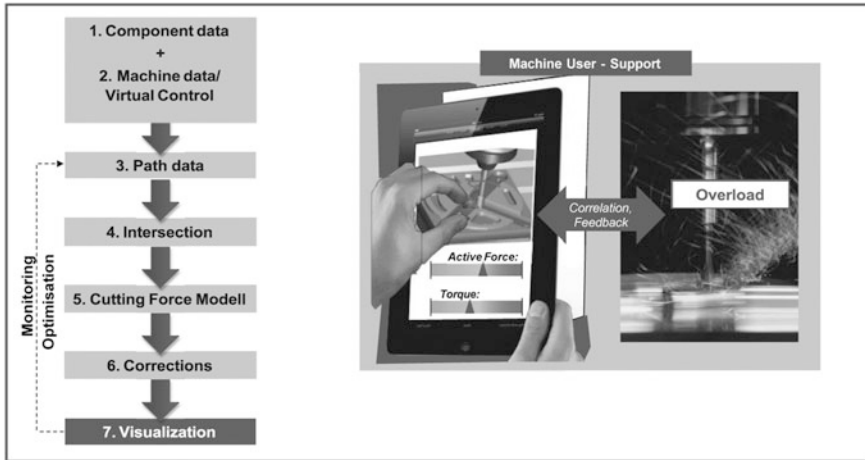 1. Component data
+
2. Machine data/
Virtual Control
3. Path data
4. Intersection
5. Cutting Force Modell
6. Corrections
7. Visualization
Monitoring
Optimisation
Machine User - Support
Active Force:
Torque:
Correlation,
Feedback
Overload